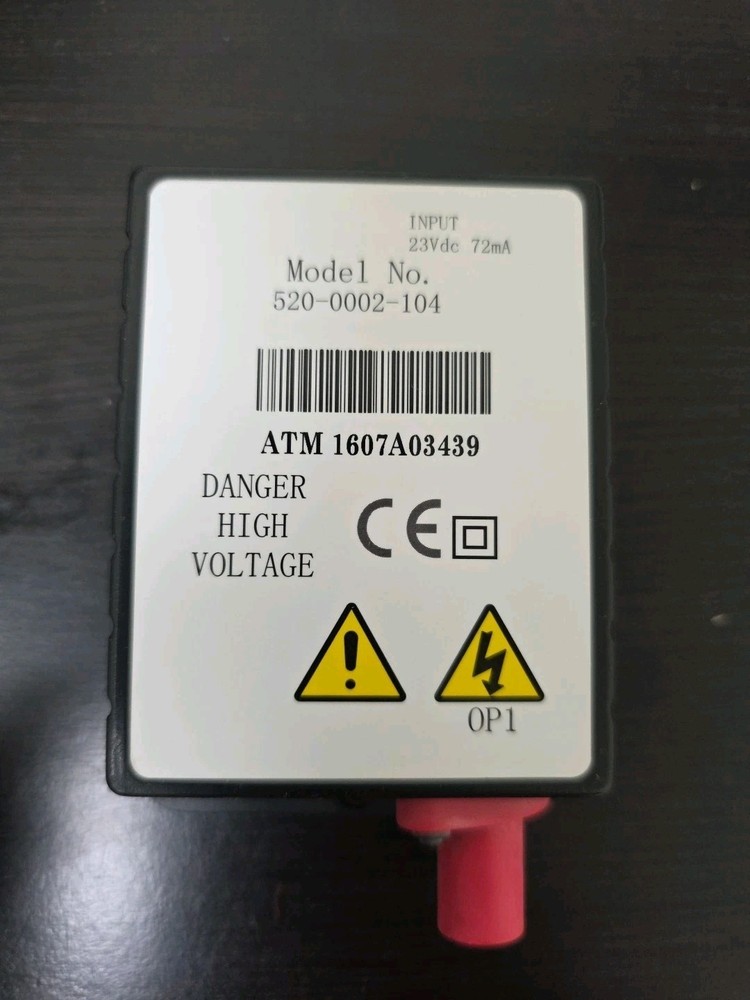 INPUT
23Vdc 72mA
Model No.
520-0002-104
ATM 1607A03439
DANGER
HIGH
VOLTAGE
CE
OP1